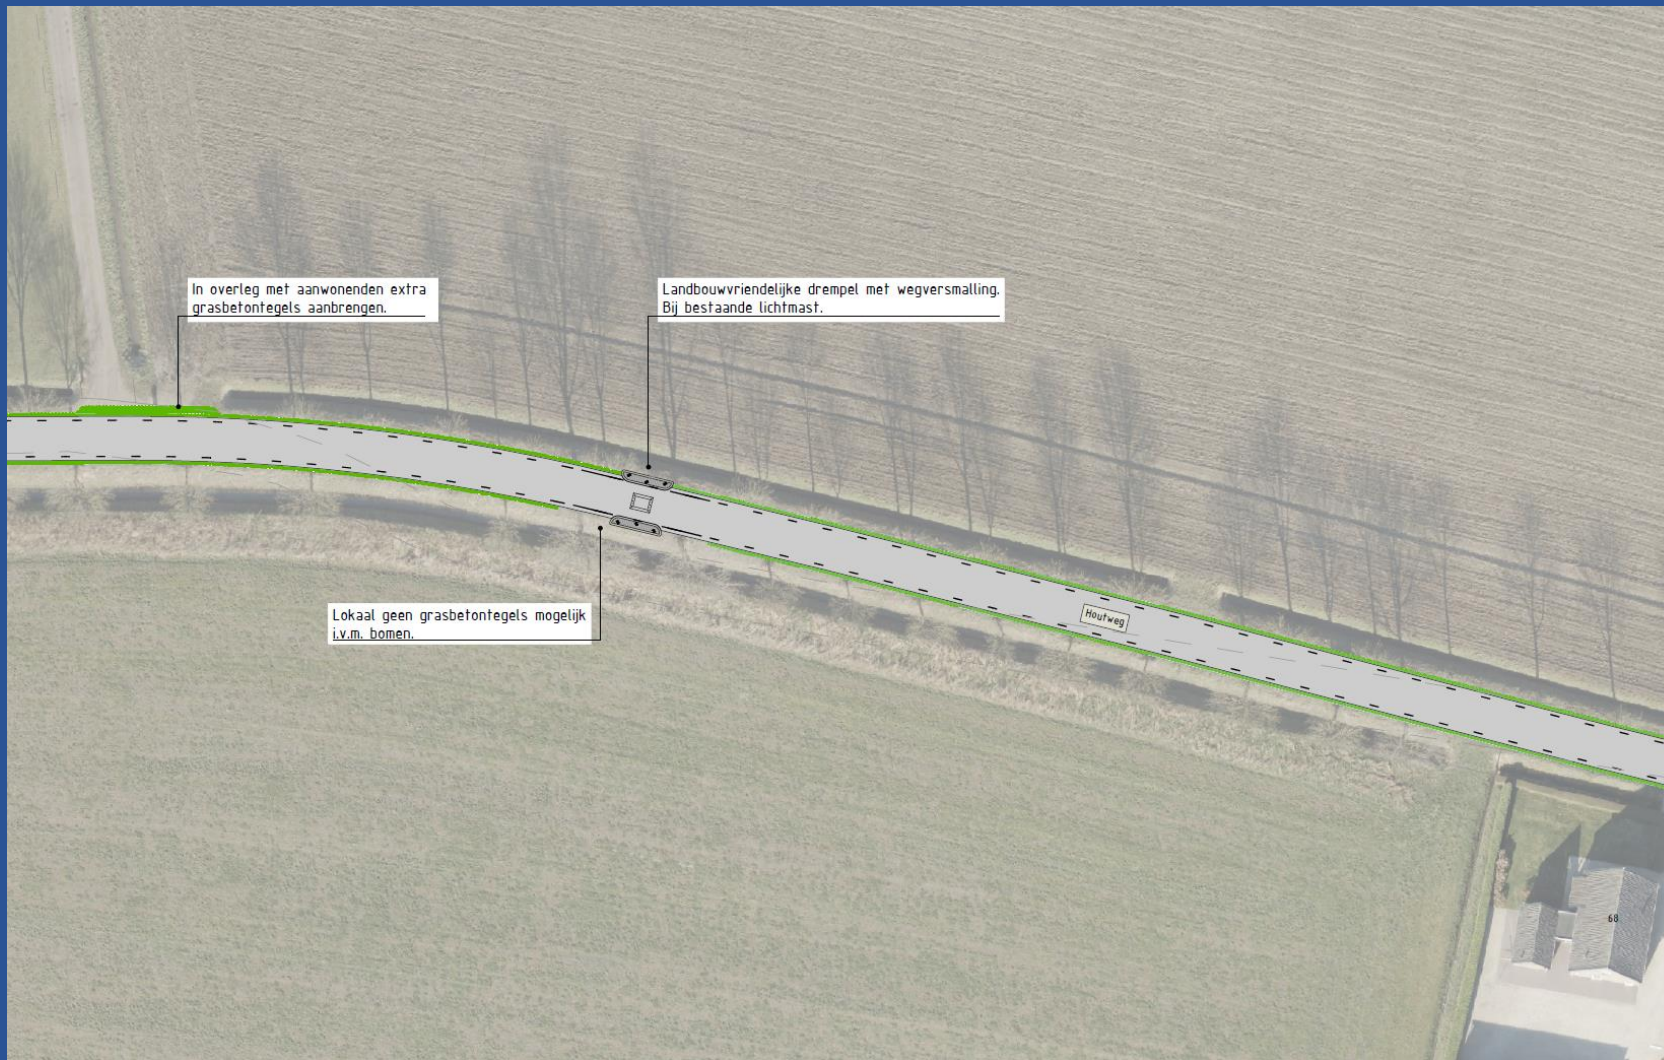 In overleg met aanwonenden extra
grasbetontegels aanbrengen.
Landbouwvriendelijke drempel met wegversmalling.
Bij bestaande lichtmast.
Lokaal geen grasbetontegels mogelijk
i.v.m. bomen.
Houtweg
68